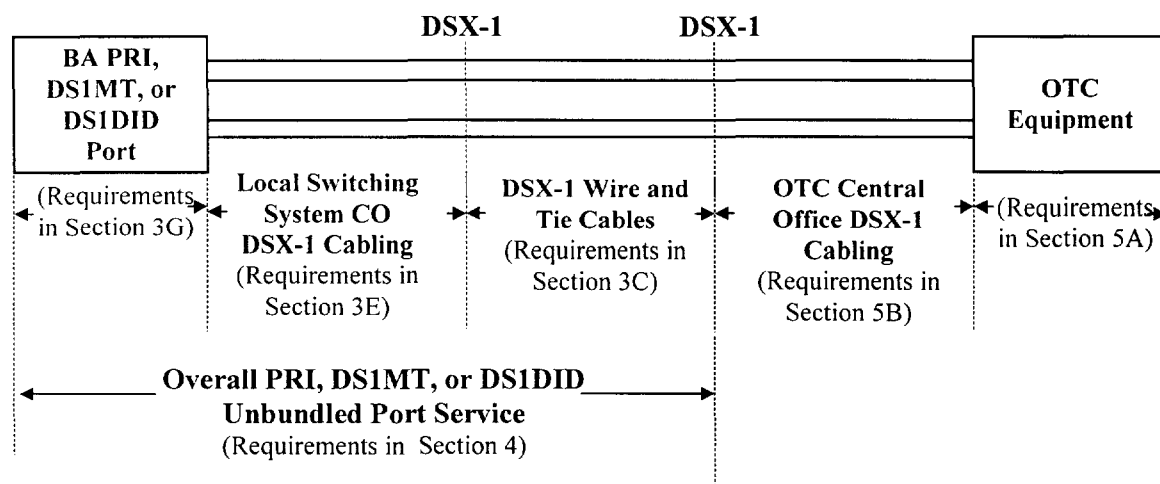 DSX-1
DSX-1
BA PRI,
DS1MT, or
DS1DID
Port
OTC
Equipment
(Requirements
in Section 3G)
Local Switching
System CO
DSX-1 Cabling
(Requirements in
Section 3E)
DSX-1 Wire and
Tie Cables
(Requirements in
Section 3C)
OTC Central
Office DSX-1
Cabling
(Requirements in
Section 5B)
(Requirements
in Section 5A)
Overall PRI, DS1MT, or DS1DID
Unbundled Port Service
(Requirements in Section 4)